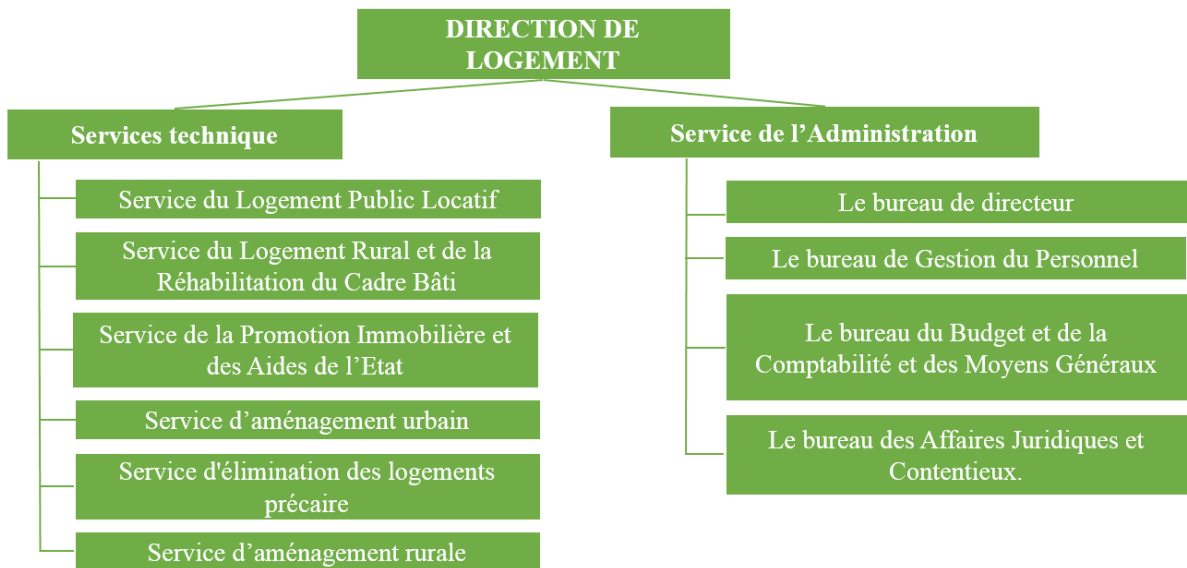 DIRECTION DE
LOGEMENT
Services technique
Service du Logement Public Locatif
Service du Logement Rural et de la
Réhabilitation du Cadre Bâti
Service de la Promotion Immobilière et
des Aides de l’Etat
Service d’aménagement urbain
Service d'élimination des logements
précaire
Service d’aménagement rurale
Service de l’Administration
Le bureau de directeur
Le bureau de Gestion du Personnel
Le bureau du Budget et de la
Comptabilité et des Moyens Généraux
Le bureau des Affaires Juridiques et
Contentieux.